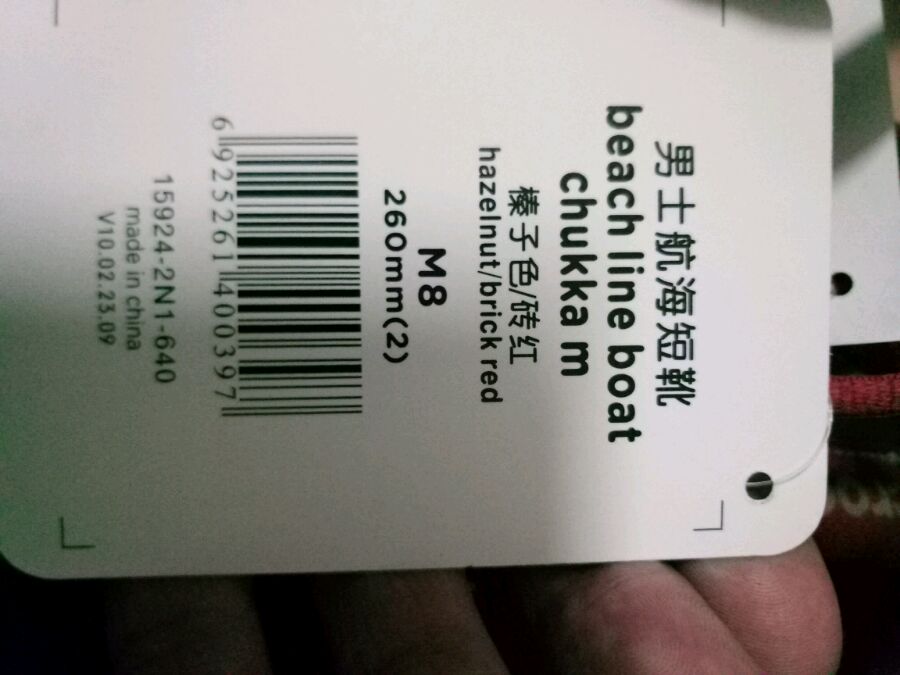 男士航海短靴
beach line boat
chukka m
榛子色/砖红
hazelnut/brick red
M8
260mm(2)
6 925261 400397
15924-2N1-640
made in china
V10.02.23.09